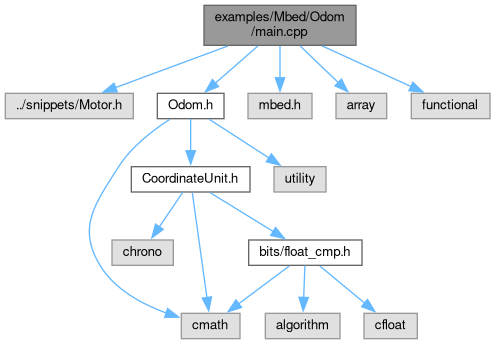 examples/Mbed/Odom
/main.cpp
../snippets/Motor.h
Odom.h
mbed.h
array
functional
CoordinateUnit.h
utility
chrono
bits/float_cmp.h
cmath
algorithm
cfloat